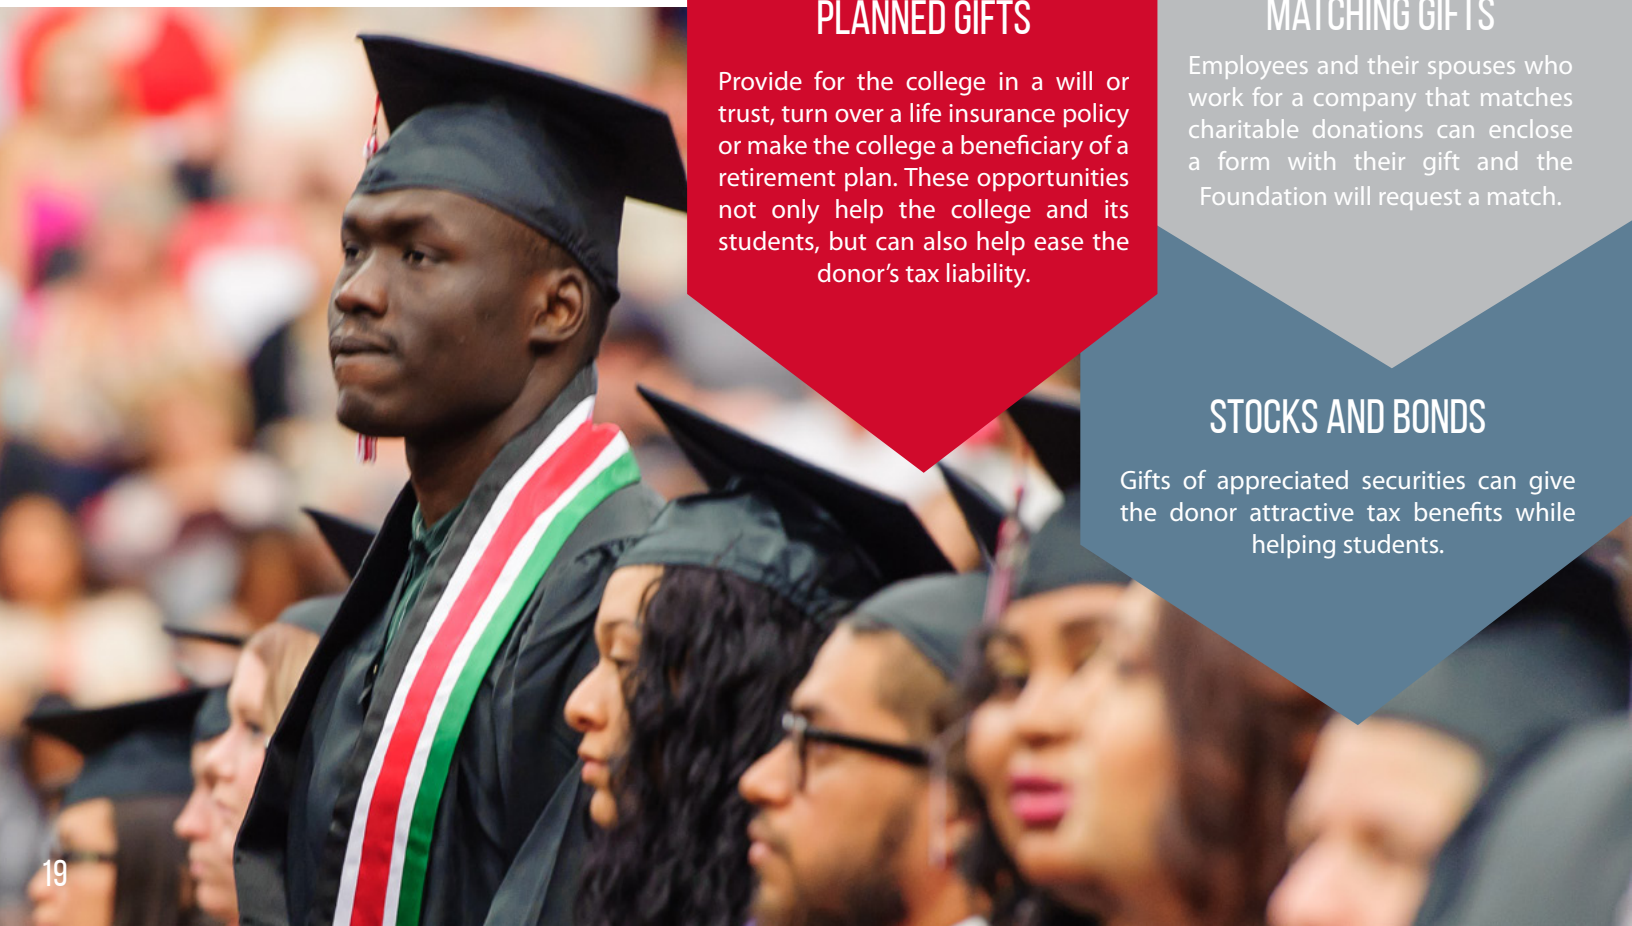 PLANNED GIFTS
Provide for the college in a will or
trust, turn over a life insurance policy
or make the college a beneficiary of a
retirement plan. These opportunities
not only help the college and its
students, but can also help ease the
donor’s tax liability.
MATCHING GIFTS
Employees and their spouses who
work for a company that matches
charitable donations can enclose
a form with their gift and the
Foundation will request a match.
STOCKS AND BONDS
Gifts of appreciated securities can give
the donor attractive tax benefits while
helping students.
19